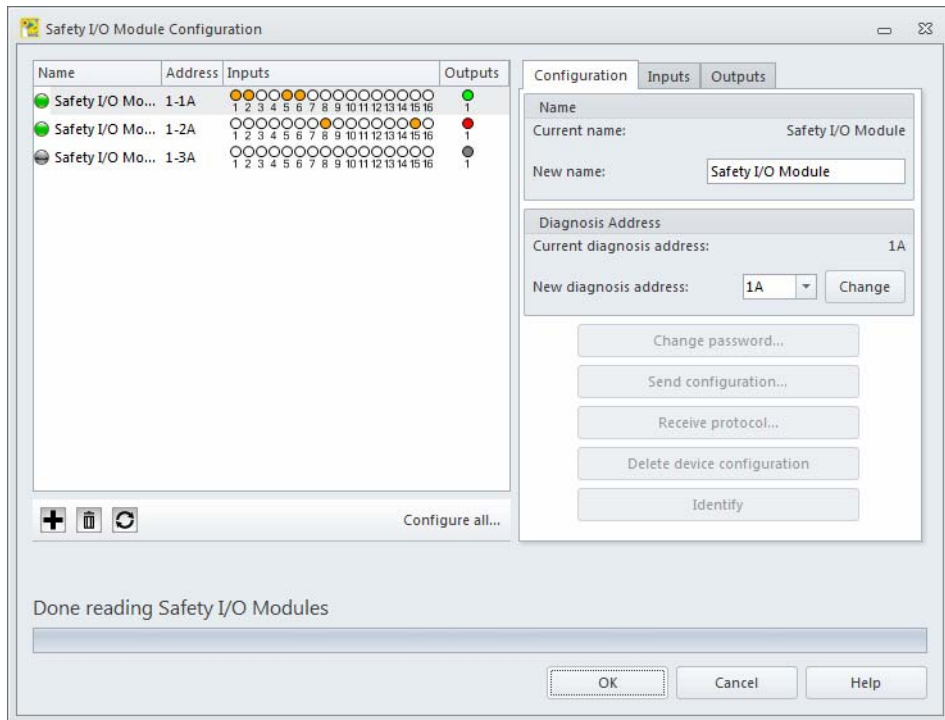 Safety I/O Module Configuration
Name Address Inputs Outputs
Safety I/O Mo... 1-1A
1 2 3 4 5 6 7 8 9 10 11 12 13 14 15 16 1
Safety I/O Mo... 1-2A
1 2 3 4 5 6 7 8 9 10 11 12 13 14 15 16 1
Safety I/O Mo... 1-3A
1 2 3 4 5 6 7 8 9 10 11 12 13 14 15 16 1
Configure all...
Configuration Inputs Outputs
Name
Current name: Safety I/O Module
New name: Safety I/O Module
Diagnosis Address
Current diagnosis address: 1A
New diagnosis address: 1A Change
Change password...
Send configuration...
Receive protocol...
Delete device configuration
Identify
Done reading Safety I/O Modules
OK Cancel Help